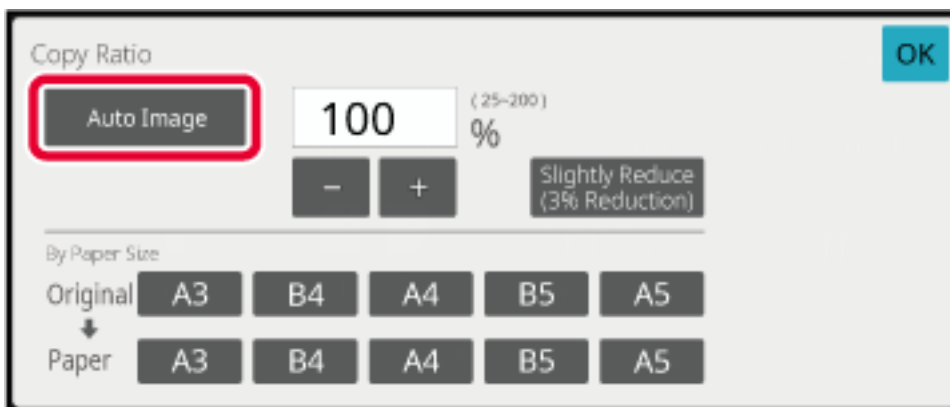 Copy Ratio
OK
Auto Image
100
(25~200)
%
−
+
Slightly Reduce
(3% Reduction)
By Paper Size
Original A3 B4 A4 B5 A5
Paper A3 B4 A4 B5 A5